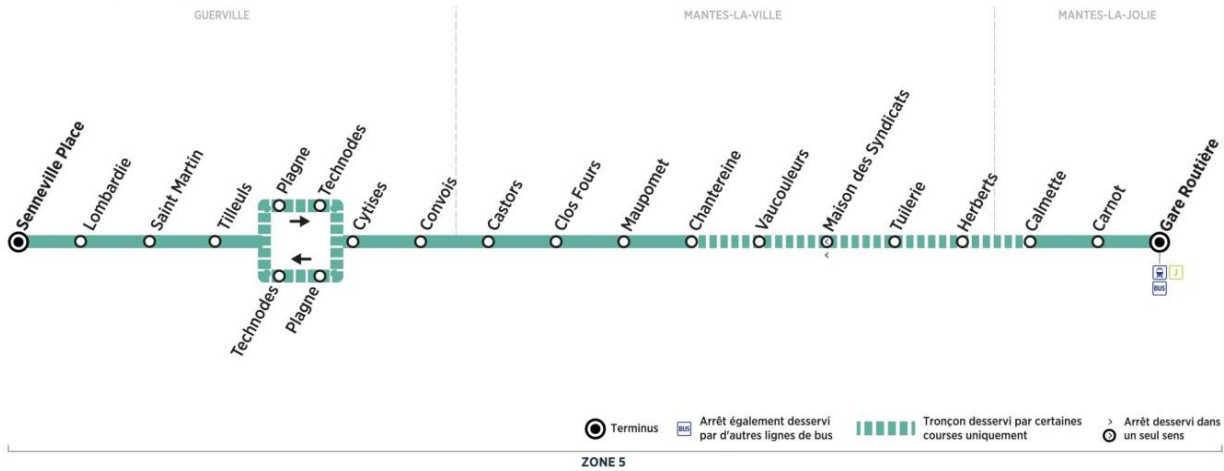 GUERVILLE
MANTES-LA-VILLE
MANTES-LA-JOLIE
Senneville Place
Lombardie
Saint Martin
Tilleuls
Plagne
Technodes
Technodes
Plagne
Cytises
Convois
Castors
Clos Fours
Maupomet
Chantereine
Vaucouleurs
Maison des Syndicats
Tuilerie
Herberts
Calmette
Carnot
Gare Routière
J
BUS
Terminus
BUS
Arrêt également desservi
par d'autres lignes de bus
Tronçon desservi par certaines
courses uniquement
Arrêt desservi dans
un seul sens
ZONE 5